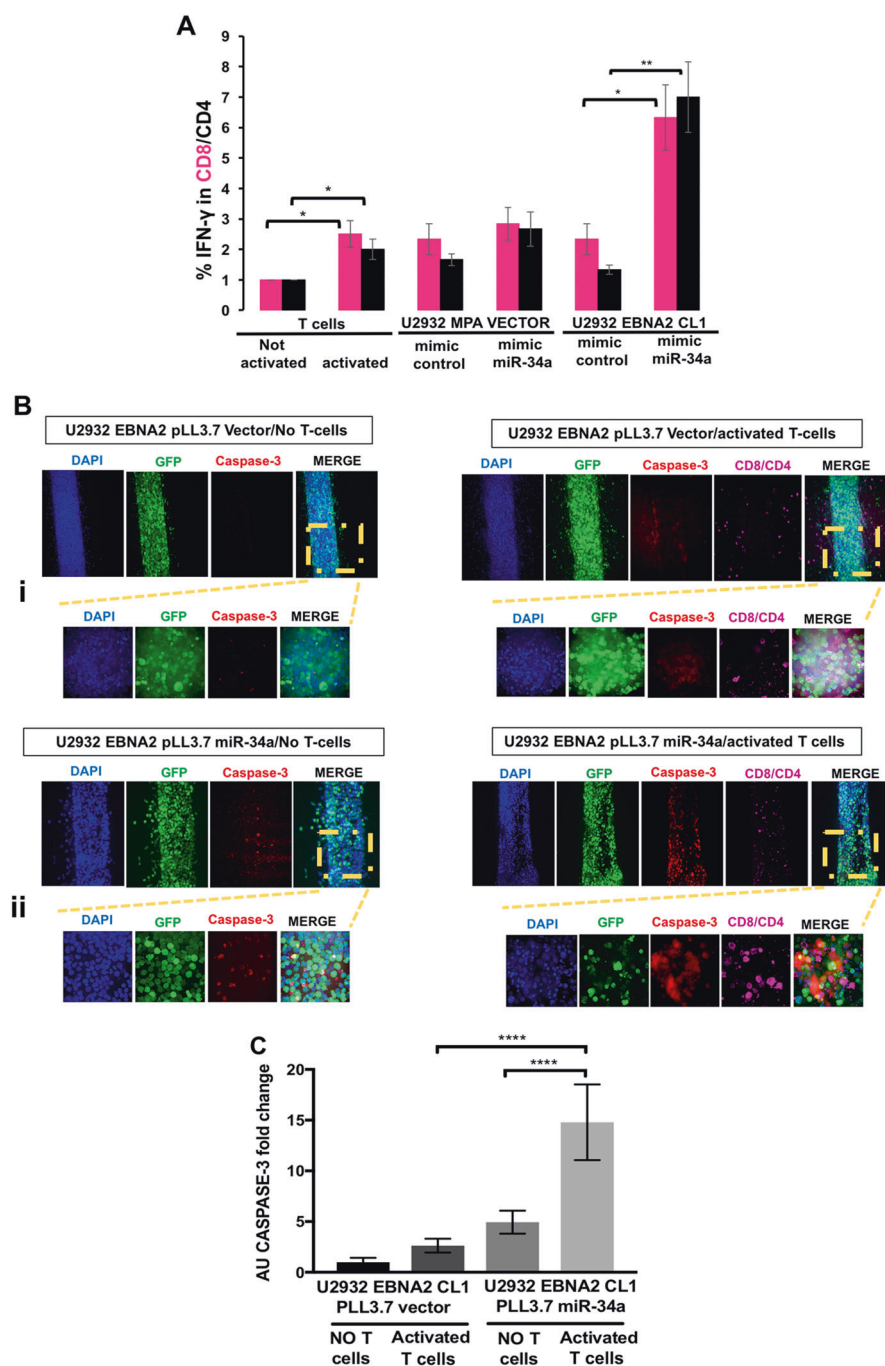 A
9
8
7
6
5
4
3
2
1
0
% IFN-γ in CD8/CD4
*
*
*
**
T cells
U2932 MPA VECTOR
U2932 EBNA2 CL1
Not activated
activated
mimic control
mimic miR-34a
mimic control
mimic miR-34a
B
U2932 EBNA2 pLL3.7 Vector/No T-cells
DAPI GFP Caspase-3 MERGE
i
DAPI GFP Caspase-3 MERGE
U2932 EBNA2 pLL3.7 Vector/activated T-cells
DAPI GFP Caspase-3 CD8/CD4 MERGE
DAPI GFP Caspase-3 CD8/CD4 MERGE
U2932 EBNA2 pLL3.7 miR-34a/No T-cells
DAPI GFP Caspase-3 MERGE
ii
DAPI GFP Caspase-3 MERGE
U2932 EBNA2 pLL3.7 miR-34a/activated T cells
DAPI GFP Caspase-3 CD8/CD4 MERGE
DAPI GFP Caspase-3 CD8/CD4 MERGE
C
****
****
20
15
10
5
0
AU CASPASE-3 fold change
U2932 EBNA2 CL1
PLL3.7 vector
U2932 EBNA2 CL1
PLL3.7 miR-34a
NO T cells
Activated T cells
NO T cells
Activated T cells